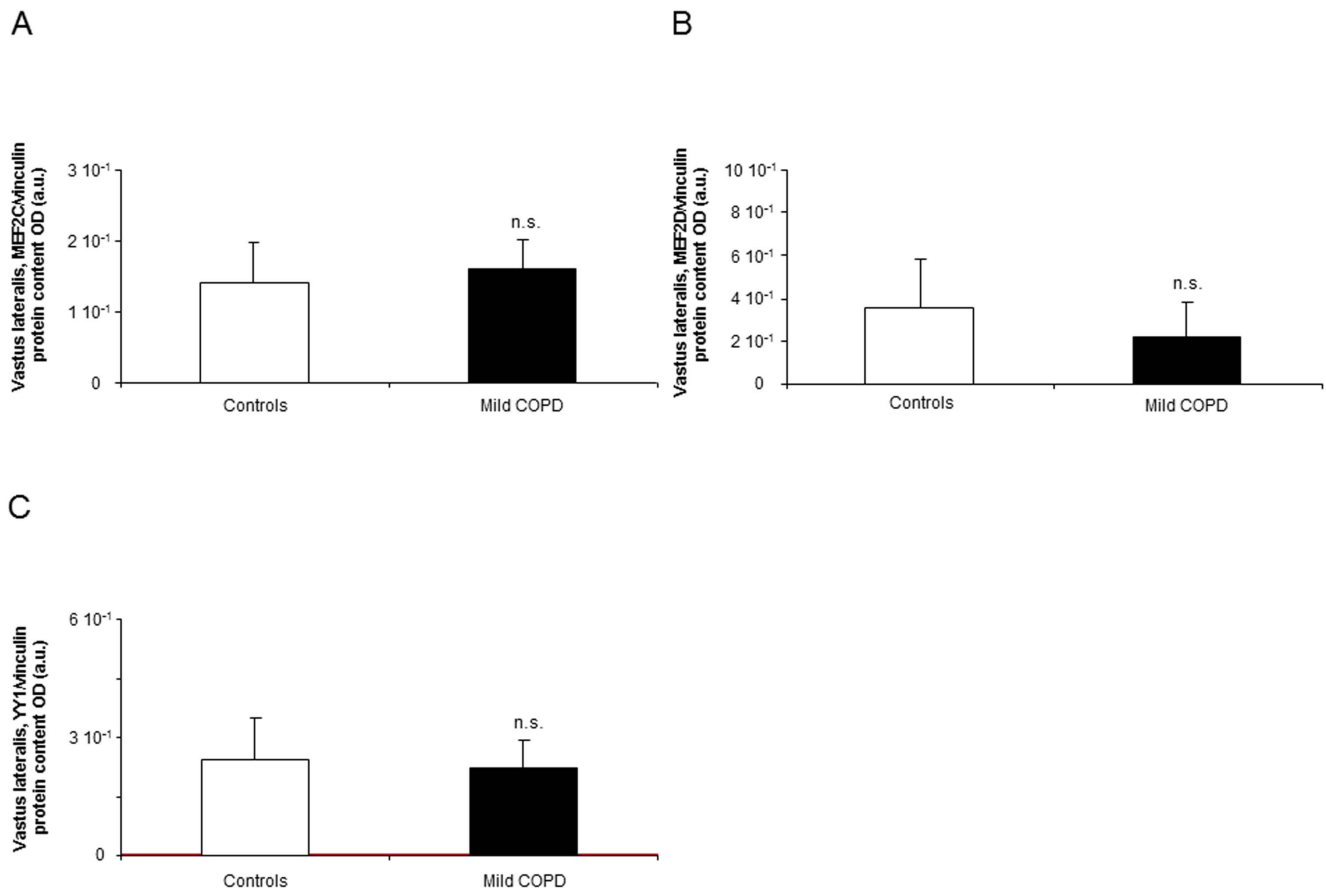 A
Vastus lateralis, MEF2C/vinculin
protein content OD (a.u.)
3 10⁻¹
2 10⁻¹
1 10⁻¹
0
n.s.
Controls
Mild COPD
B
Vastus lateralis, MEF2D/vinculin
protein content OD (a.u.)
10 10⁻¹
8 10⁻¹
6 10⁻¹
4 10⁻¹
2 10⁻¹
0
n.s.
Controls
Mild COPD
C
Vastus lateralis, YY1/vinculin
protein content OD (a.u.)
6 10⁻¹
3 10⁻¹
0
n.s.
Controls
Mild COPD